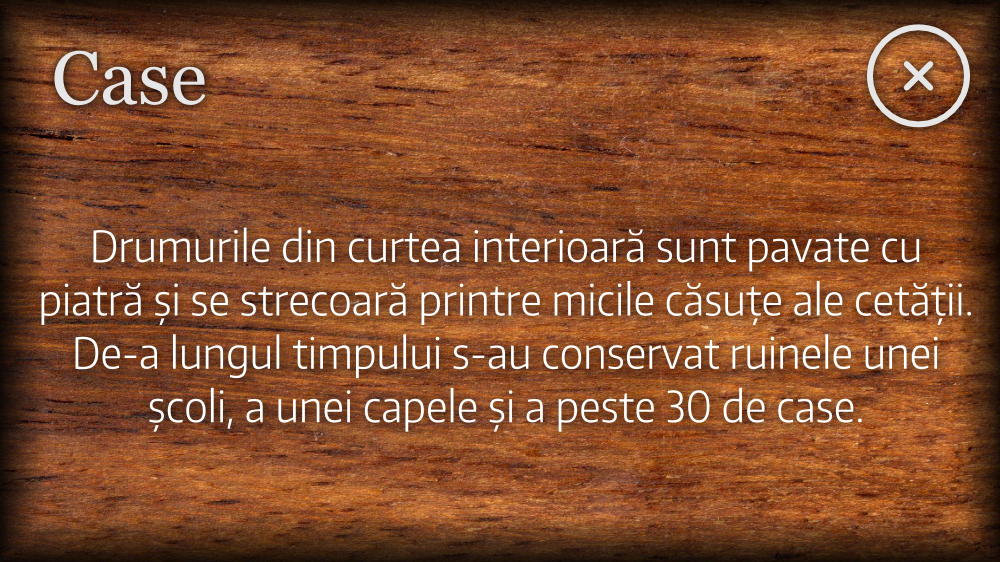 Case
Drumurile din curtea interioară sunt pavate cu
piatră și se strecoară printre micile căsuțe ale cetății.
De-a lungul timpului s-au conservat ruinele unei
școli, a unei capele și a peste 30 de case.